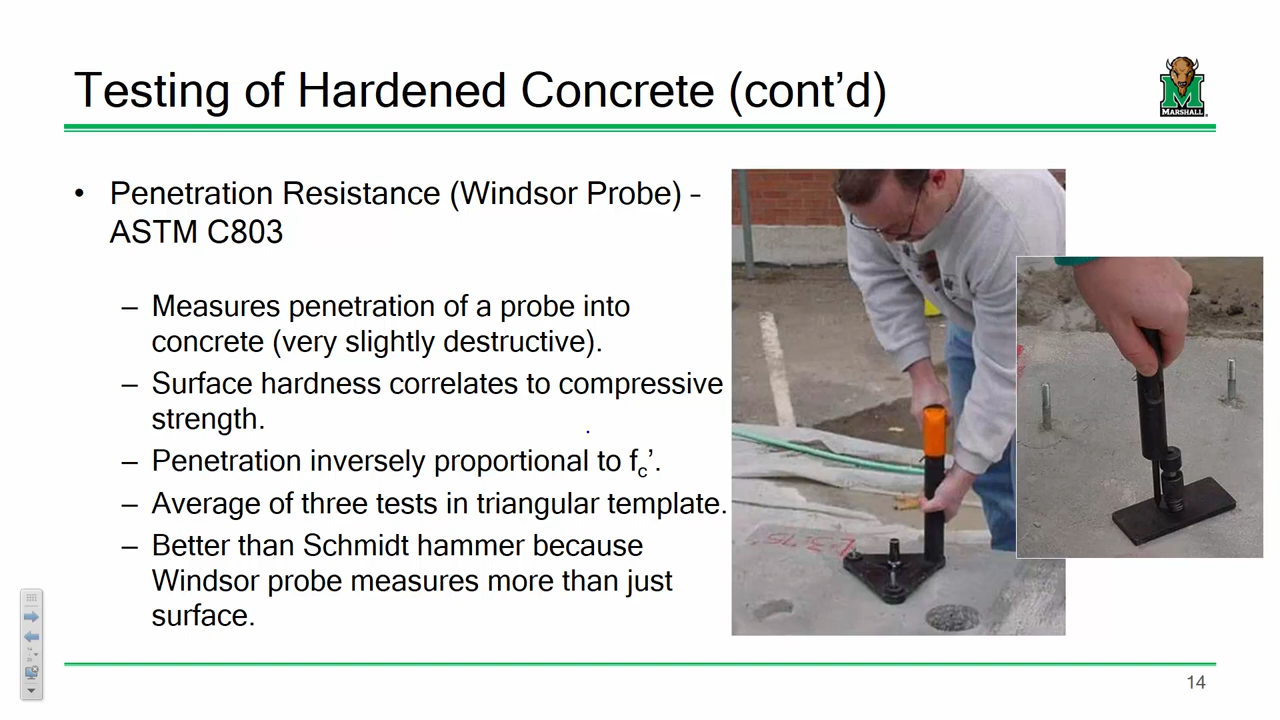 Testing of Hardened Concrete (cont’d)
MARSHALL
• Penetration Resistance (Windsor Probe) –
ASTM C803
– Measures penetration of a probe into
concrete (very slightly destructive).
– Surface hardness correlates to compressive
strength.
– Penetration inversely proportional to fc’.
– Average of three tests in triangular template.
– Better than Schmidt hammer because
Windsor probe measures more than just
surface.
14